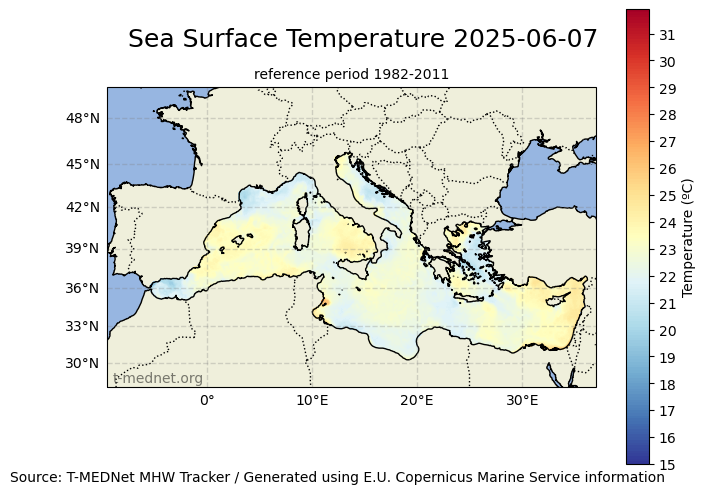 Sea Surface Temperature 2025-06-07
reference period 1982-2011
48°N
45°N
42°N
39°N
36°N
33°N
30°N
0°
10°E
20°E
30°E
t-mednet.org
31
30
29
28
27
26
25
24
23
22
21
20
19
18
17
16
15
Temperature (ºC)
Source: T-MEDNet MHW Tracker / Generated using E.U. Copernicus Marine Service information